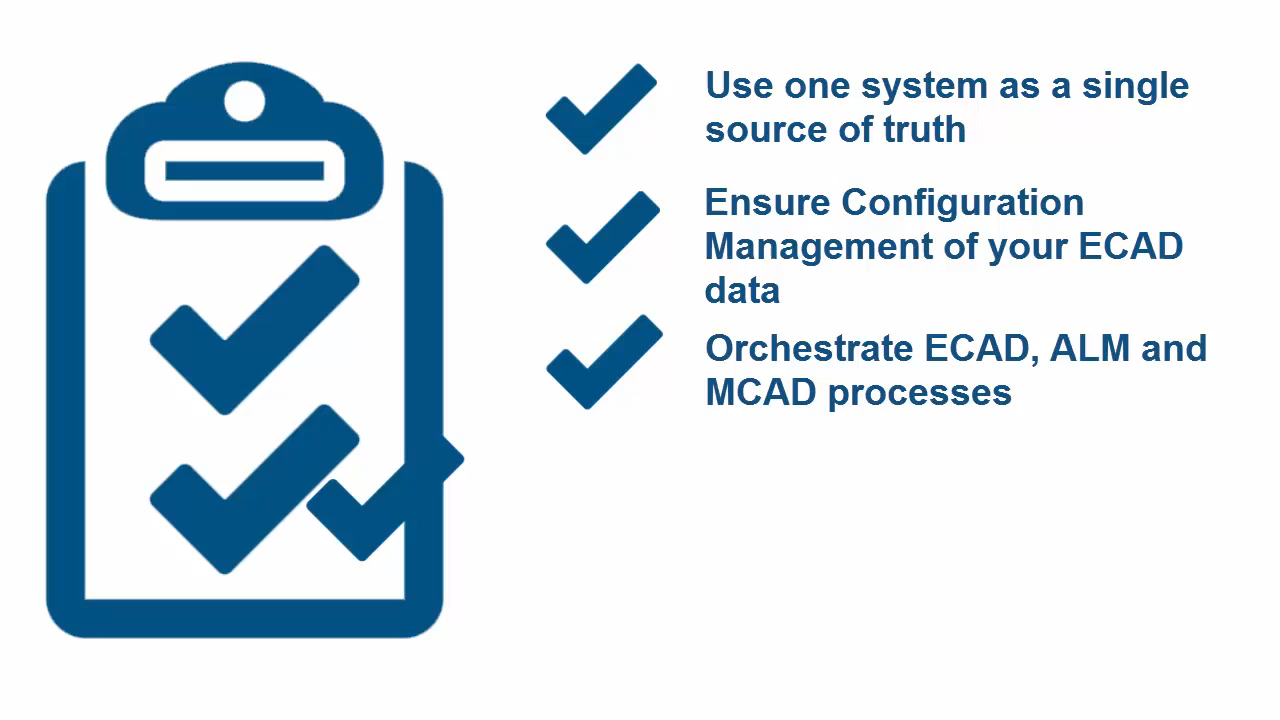 Use one system as a single
source of truth
Ensure Configuration
Management of your ECAD
data
Orchestrate ECAD, ALM and
MCAD processes